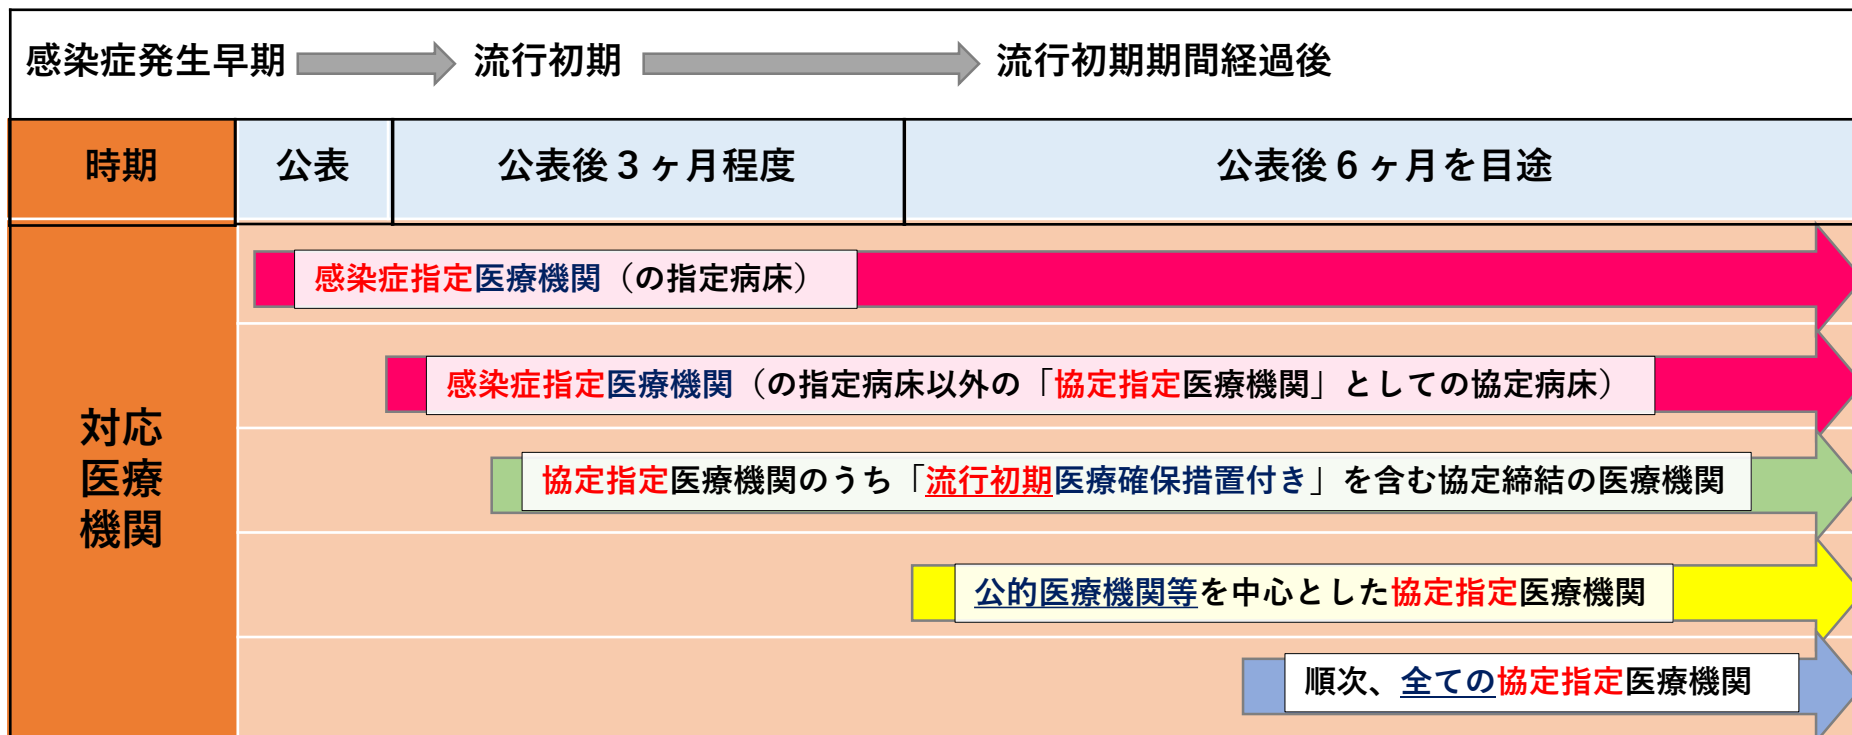 感染症発生早期 流行初期 流行初期期間経過後
時期 公表 公表後３ヶ月程度 公表後６ヶ月を目途
感染症指定医療機関（の指定病床）
感染症指定医療機関（の指定病床以外の「協定指定医療機関」としての協定病床）
対応
医療
機関
協定指定医療機関のうち「流行初期医療確保措置付き」を含む協定締結の医療機関
公的医療機関等を中心とした協定指定医療機関
順次、全ての協定指定医療機関